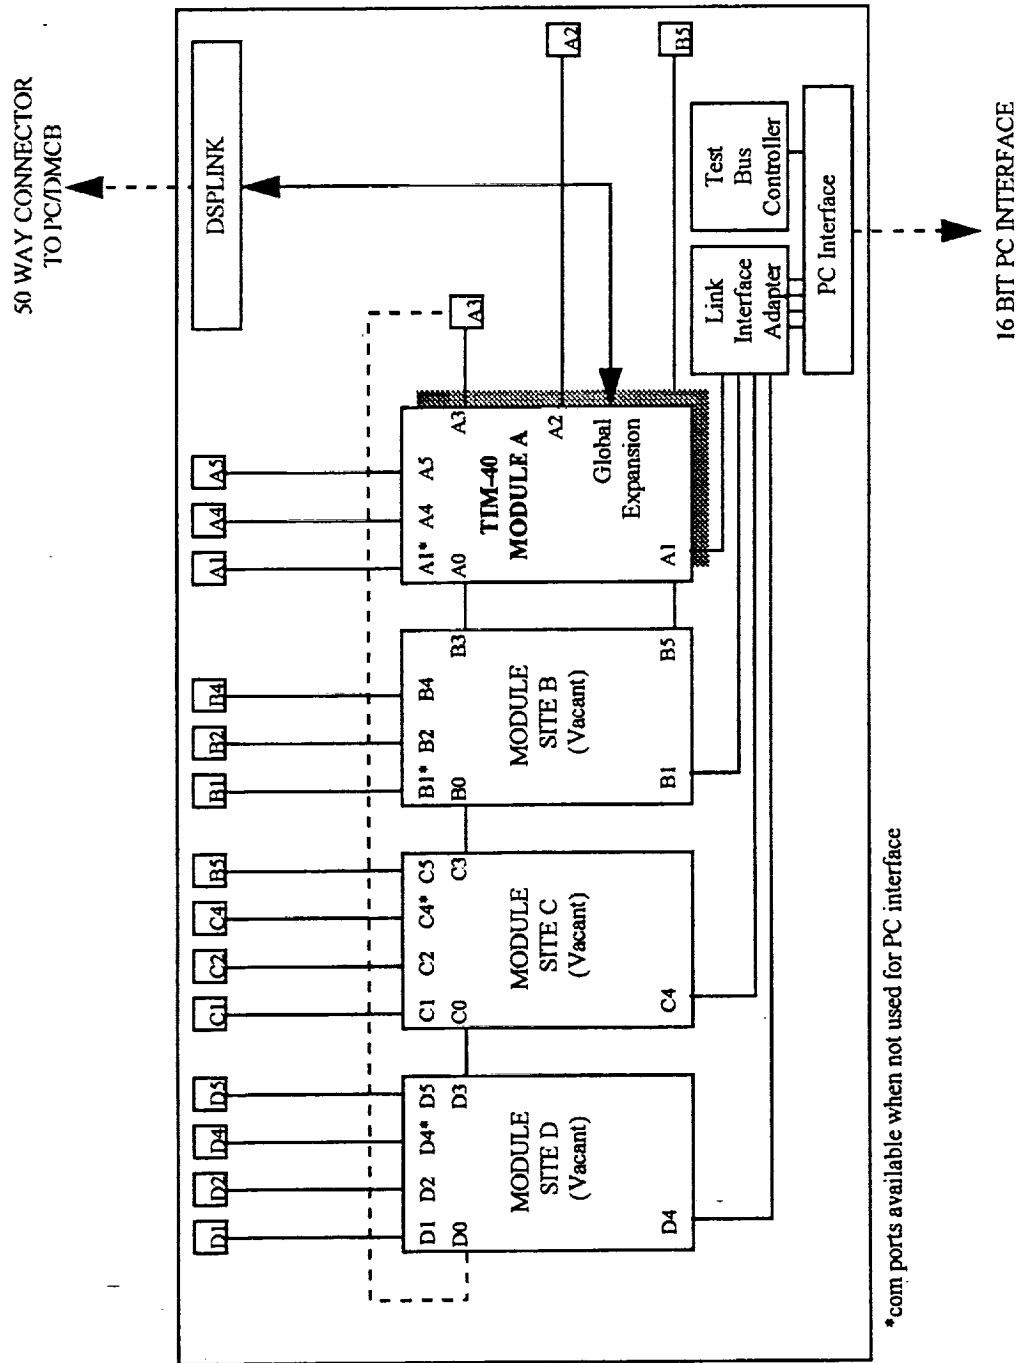 50 WAY CONNECTOR
TO PC/DMCB
DSPLINK
D1
D2
D4
D5
C1
C2
C4
B5
B1
B2
B4
A1
A4
A5
A3
A2
B5
D1 D2 D4* D5
D0 D3
MODULE
SITE D
(Vacant)
D4
C1 C2 C4* C5
C0 C3
MODULE
SITE C
(Vacant)
C4
B1* B2 B4
B0 B3
MODULE
SITE B
(Vacant)
B1 B5
A1* A4 A5
A0 A3
TIM-40
MODULE A
A2
Global
Expansion
A1
Link
Interface
Adapter
Test
Bus
Controller
PC Interface
*com ports available when not used for PC interface
16 BIT PC INTERFACE